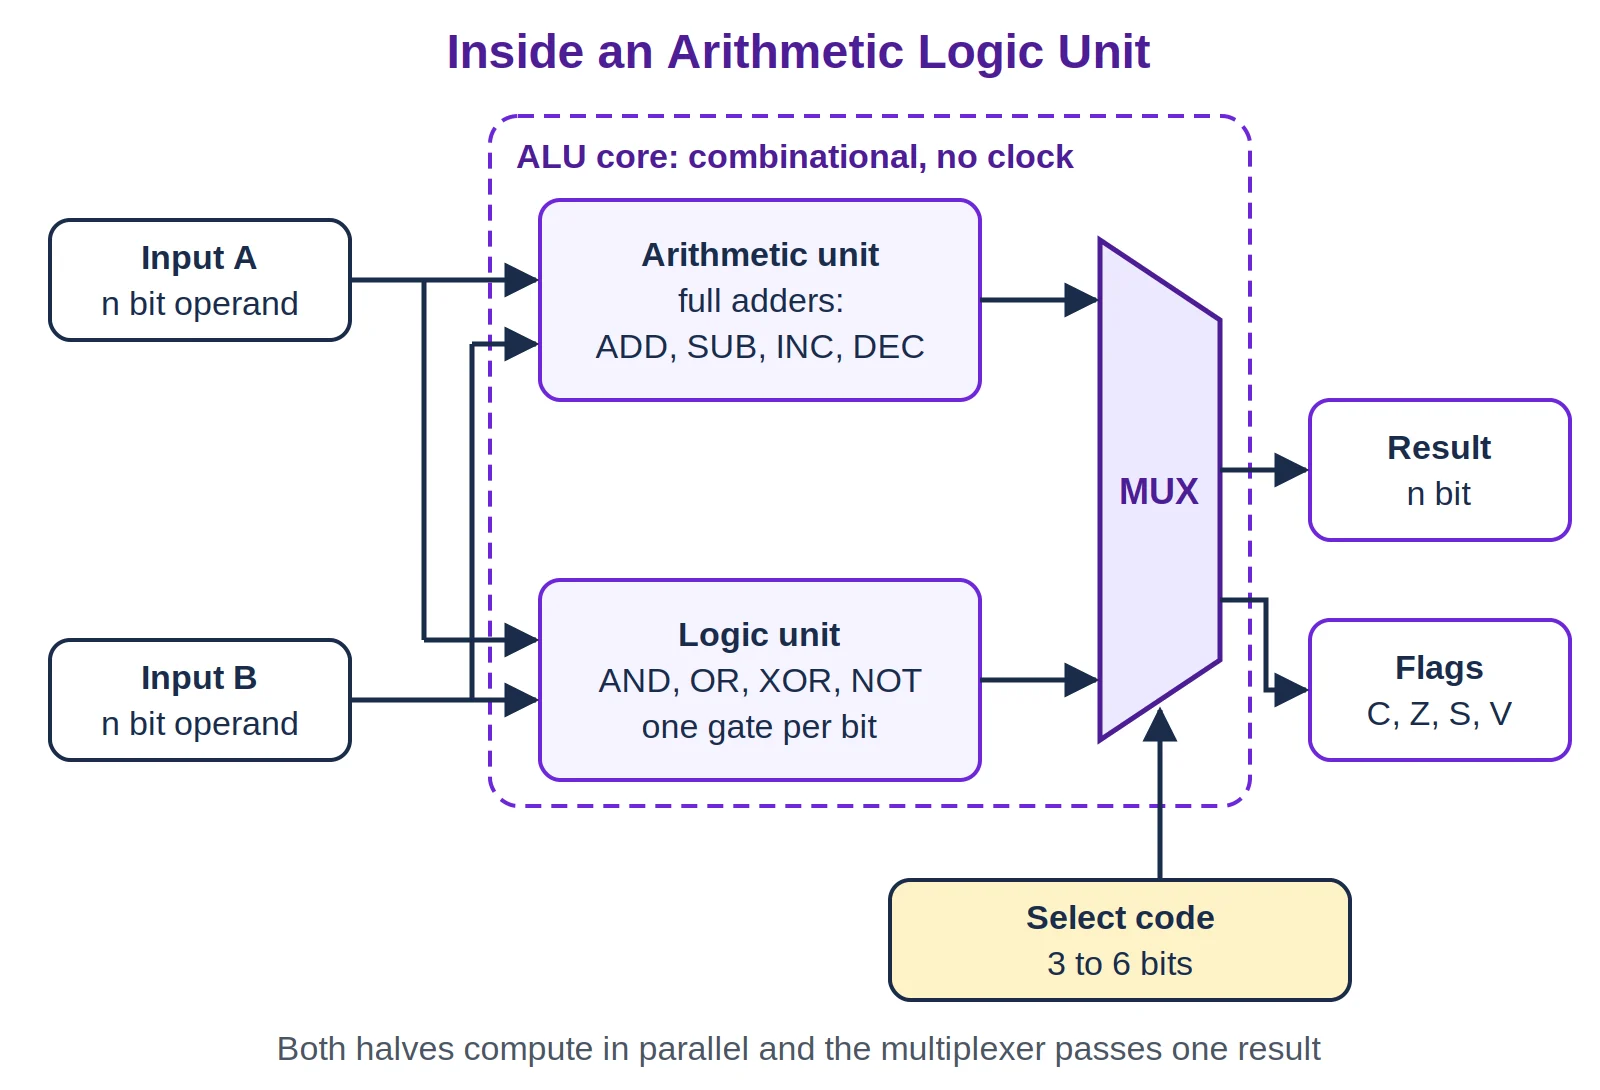 Inside an Arithmetic Logic Unit
ALU core: combinational, no clock
Input A
n bit operand
Arithmetic unit
full adders:
ADD, SUB, INC, DEC
MUX
Result
n bit
Input B
n bit operand
Logic unit
AND, OR, XOR, NOT
one gate per bit
Flags
C, Z, S, V
Select code
3 to 6 bits
Both halves compute in parallel and the multiplexer passes one result